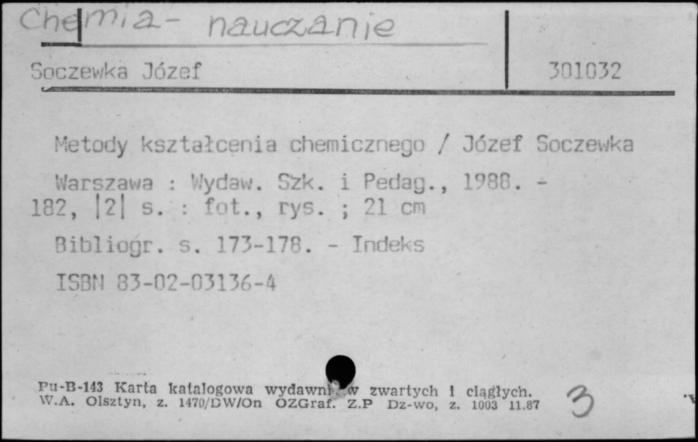 Chemia - nauczanie
Soczewka Józef 301032
Metody kształcenia chemicznego / Józef Soczewka
Warszawa : Wydaw. Szk. i Pedag., 1988. -
182, |2| s. : fot., rys. ; 21 cm
Bibliogr. s. 173-178. - Indeks
ISBN 83-02-03136-4
Pu-B-143 Karta katalogowa wydawni w zwartych i ciągłych.
W.A. Olsztyn, z. 1470/DW/On OZGraf. Z.P Dz-wo, z. 1003 11.87
3